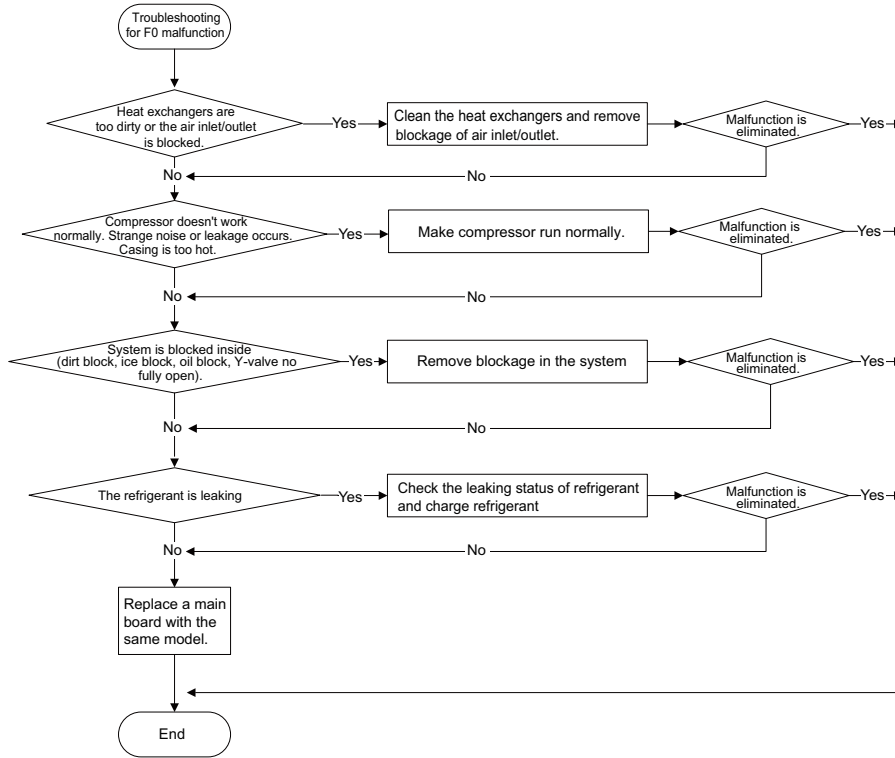 Troubleshooting
for F0 malfunction
Heat exchangers are
too dirty or the air inlet/outlet
is blocked.
Yes
Clean the heat exchangers and remove
blockage of air inlet/outlet.
Malfunction is
eliminated.
Yes
No
No
Compressor doesn't work
normally. Strange noise or leakage occurs.
Casing is too hot.
Yes
Make compressor run normally.
Malfunction is
eliminated.
Yes
No
No
System is blocked inside
(dirt block, ice block, oil block, Y-valve no
fully open).
Yes
Remove blockage in the system
Malfunction is
eliminated.
Yes
No
No
The refrigerant is leaking
Yes
Check the leaking status of refrigerant
and charge refrigerant
Malfunction is
eliminated.
Yes
No
No
Replace a main
board with the
same model.
End